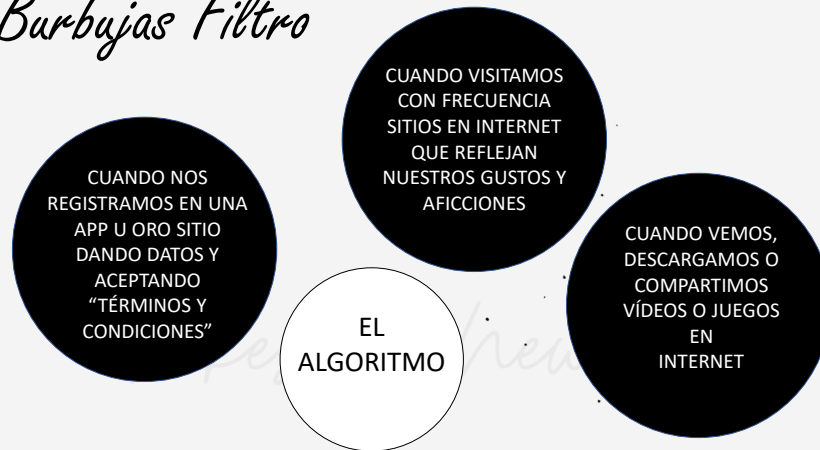 Burbujas Filtro
CUANDO VISITAMOS
CON FRECUENCIA
SITIOS EN INTERNET
QUE REFLEJAN
NUESTROS GUSTOS Y
AFICCIONES
CUANDO NOS
REGISTRAMOS EN UNA
APP U ORO SITIO
DANDO DATOS Y
ACEPTANDO
“TÉRMINOS Y
CONDICIONES”
CUANDO VEMOS,
DESCARGAMOS O
COMPARTIMOS
VÍDEOS O JUEGOS
EN
INTERNET
EL
ALGORITMO